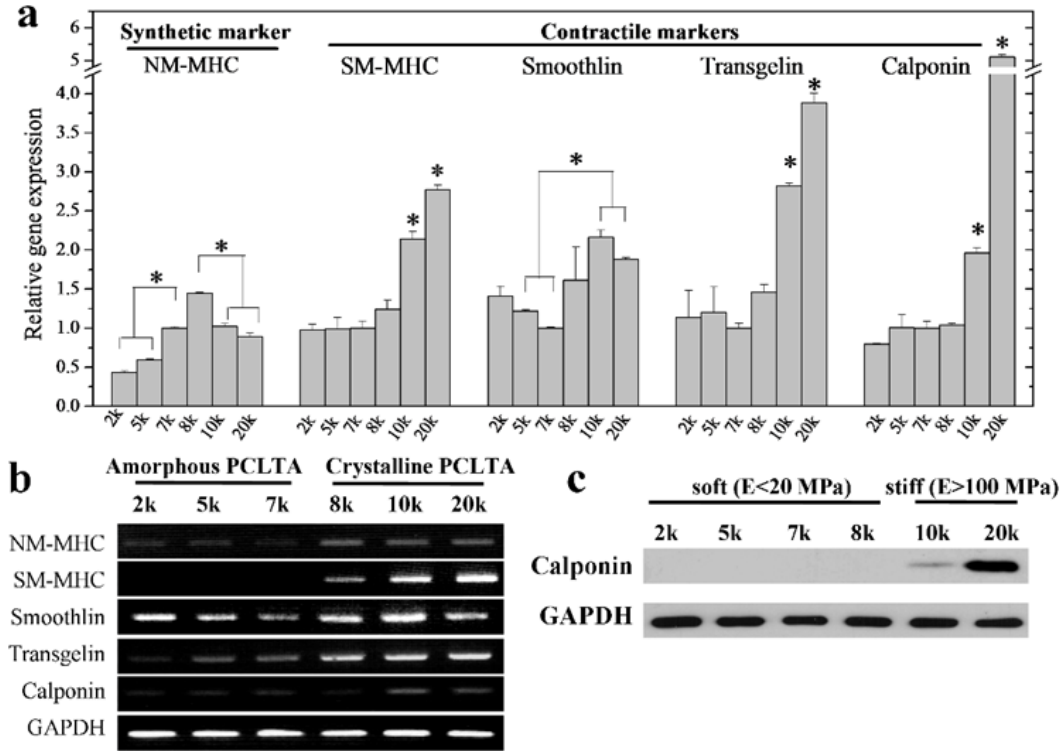 a
Synthetic marker
Contractile markers
NM-MHC
SM-MHC
Smoothlin
Transgelin
Calponin
Relative gene expression
6
5
4.0
3.5
3.0
2.5
2.0
1.5
1.0
0.5
0.0
* * * * * * * * *
2k 5k 7k 8k 10k 20k
2k 5k 7k 8k 10k 20k
2k 5k 7k 8k 10k 20k
2k 5k 7k 8k 10k 20k
2k 5k 7k 8k 10k 20k
b
Amorphous PCLTA
Crystalline PCLTA
2k 5k 7k 8k 10k 20k
NM-MHC
SM-MHC
Smoothlin
Transgelin
Calponin
GAPDH
c
soft (E<20 MPa)
stiff (E>100 MPa)
2k 5k 7k 8k 10k 20k
Calponin
GAPDH